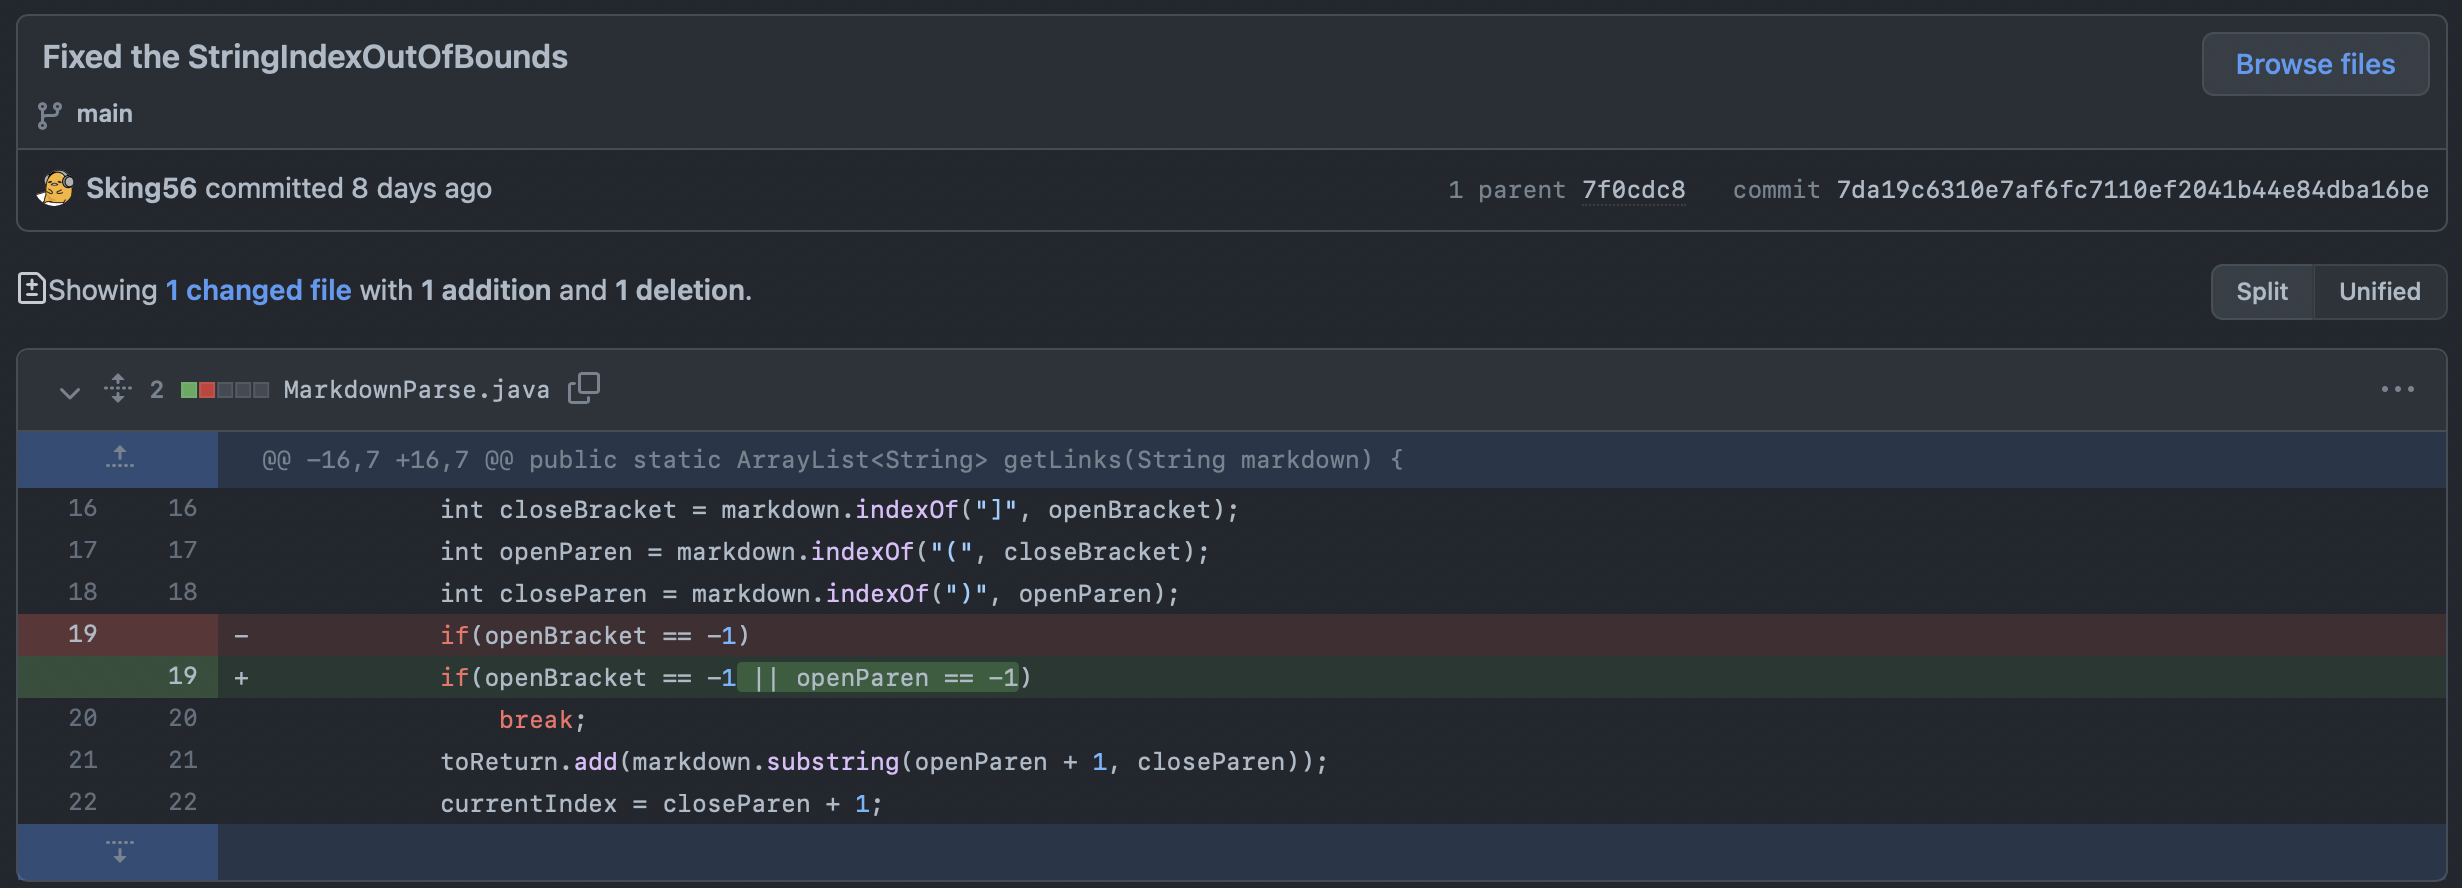 Fixed the StringIndexOutOfBounds
Browse files
main
Sking56 committed 8 days ago
1 parent 7f0cdc8 commit 7da19c6310e7af6fc7110ef2041b44e84dba16be
Showing 1 changed file with 1 addition and 1 deletion.
Split Unified
2 MarkdownParse.java
@@ -16,7 +16,7 @@ public static ArrayList<String> getLinks(String markdown) {
16 16 int closeBracket = markdown.indexOf("]", openBracket);
17 17 int openParen = markdown.indexOf("(", closeBracket);
18 18 int closeParen = markdown.indexOf(")", openParen);
19 - if(openBracket == -1)
19 + if(openBracket == -1 || openParen == -1)
20 20 break;
21 21 toReturn.add(markdown.substring(openParen + 1, closeParen));
22 22 currentIndex = closeParen + 1;